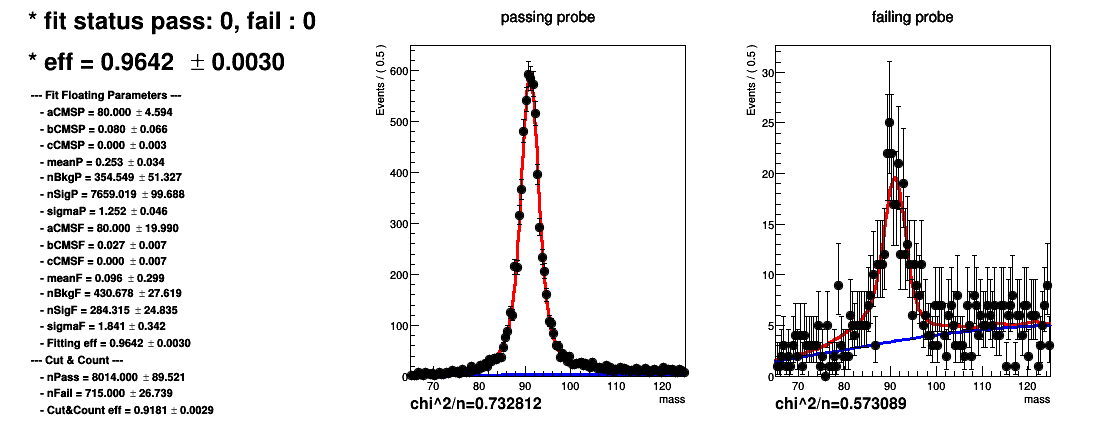 * fit status pass: 0, fail : 0
* eff = 0.9642 ± 0.0030
--- Fit Floating Parameters ---
- aCMSP = 80.000 ± 4.594
- bCMSP = 0.080 ± 0.066
- cCMSP = 0.000 ± 0.003
- meanP = 0.253 ± 0.034
- nBkgP = 354.549 ± 51.327
- nSigP = 7659.019 ± 99.688
- sigmaP = 1.252 ± 0.046
- aCMSF = 80.000 ± 19.990
- bCMSF = 0.027 ± 0.007
- cCMSF = 0.000 ± 0.007
- meanF = 0.096 ± 0.299
- nBkgF = 430.678 ± 27.619
- nSigF = 284.315 ± 24.835
- sigmaF = 1.841 ± 0.342
- Fitting eff = 0.9642 ± 0.0030
--- Cut & Count ---
- nPass = 8014.000 ± 89.521
- nFail = 715.000 ± 26.739
- Cut&Count eff = 0.9181 ± 0.0029
passing probe
Events / ( 0.5 )
600
500
400
300
200
100
0
70 80 90 100 110 120
mass
chi^2/n=0.732812
failing probe
Events / ( 0.5 )
30
25
20
15
10
5
0
70 80 90 100 110 120
mass
chi^2/n=0.573089